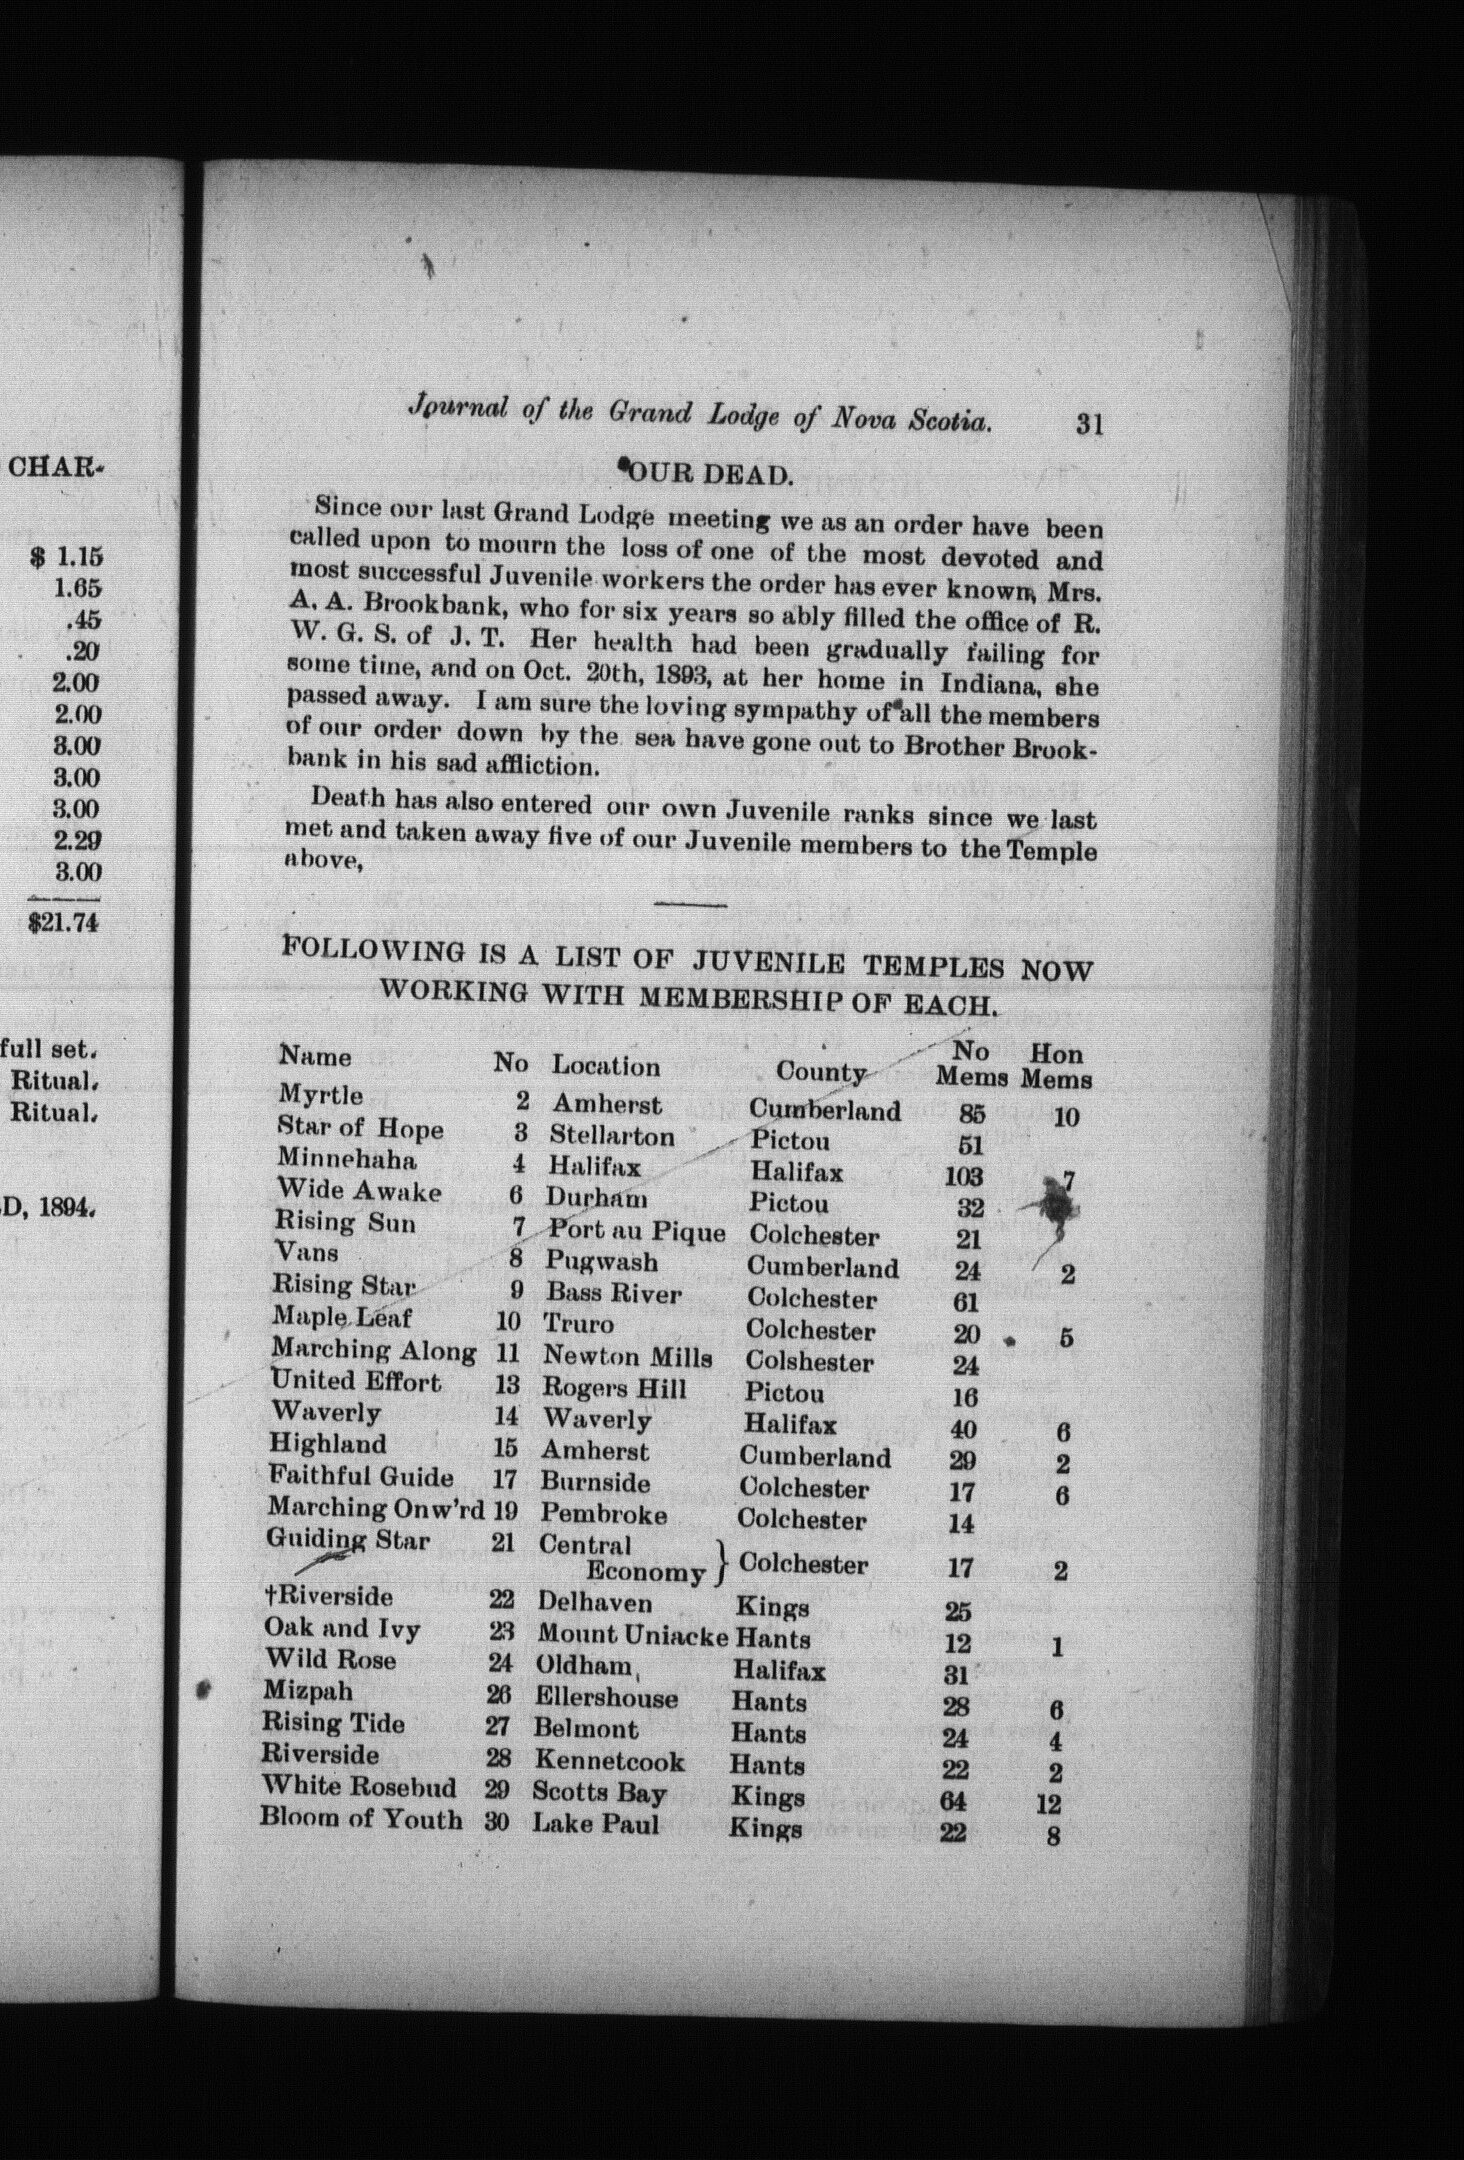 CHAR-
$ 1.15
1.65
.45
.20
2.00
2.00
3.00
3.00
3.00
2.29
3.00
$21.74
full set.
Ritual.
Ritual.
D, 1894.
Journal of the Grand Lodge of Nova Scotia. 31
OUR DEAD.
Since our last Grand Lodge meeting we as an order have been
called upon to mourn the loss of one of the most devoted and
most successful Juvenile workers the order has ever known, Mrs.
A. A. Brookbank, who for six years so ably filled the office of R.
W. G. S. of J. T. Her health had been gradually failing for
some time, and on Oct. 20th, 1893, at her home in Indiana, she
passed away. I am sure the loving sympathy of all the members
of our order down by the sea have gone out to Brother Brook-
bank in his sad affliction.
Death has also entered our own Juvenile ranks since we last
met and taken away five of our Juvenile members to the Temple
above,
FOLLOWING IS A LIST OF JUVENILE TEMPLES NOW
WORKING WITH MEMBERSHIP OF EACH.
Name No Location County No Mems Hon Mems
Myrtle 2 Amherst Cumberland 85 10
Star of Hope 3 Stellarton Pictou 51
Minnehaha 4 Halifax Halifax 103 7
Wide Awake 6 Durham Pictou 32
Rising Sun 7 Port au Pique Colchester 21
Vans 8 Pugwash Cumberland 24 2
Rising Star 9 Bass River Colchester 61
Maple Leaf 10 Truro Colchester 20 5
Marching Along 11 Newton Mills Colshester 24
United Effort 13 Rogers Hill Pictou 16
Waverly 14 Waverly Halifax 40 6
Highland 15 Amherst Cumberland 29 2
Faithful Guide 17 Burnside Colchester 17 6
Marching Onw'rd 19 Pembroke Colchester 14
Guiding Star 21 Central
Economy } Colchester 17 2
†Riverside 22 Delhaven Kings 25
Oak and Ivy 23 Mount Uniacke Hants 12 1
Wild Rose 24 Oldham, Halifax 31
Mizpah 26 Ellershouse Hants 28 6
Rising Tide 27 Belmont Hants 24 4
Riverside 28 Kennetcook Hants 22 2
White Rosebud 29 Scotts Bay Kings 64 12
Bloom of Youth 30 Lake Paul Kings 22 8